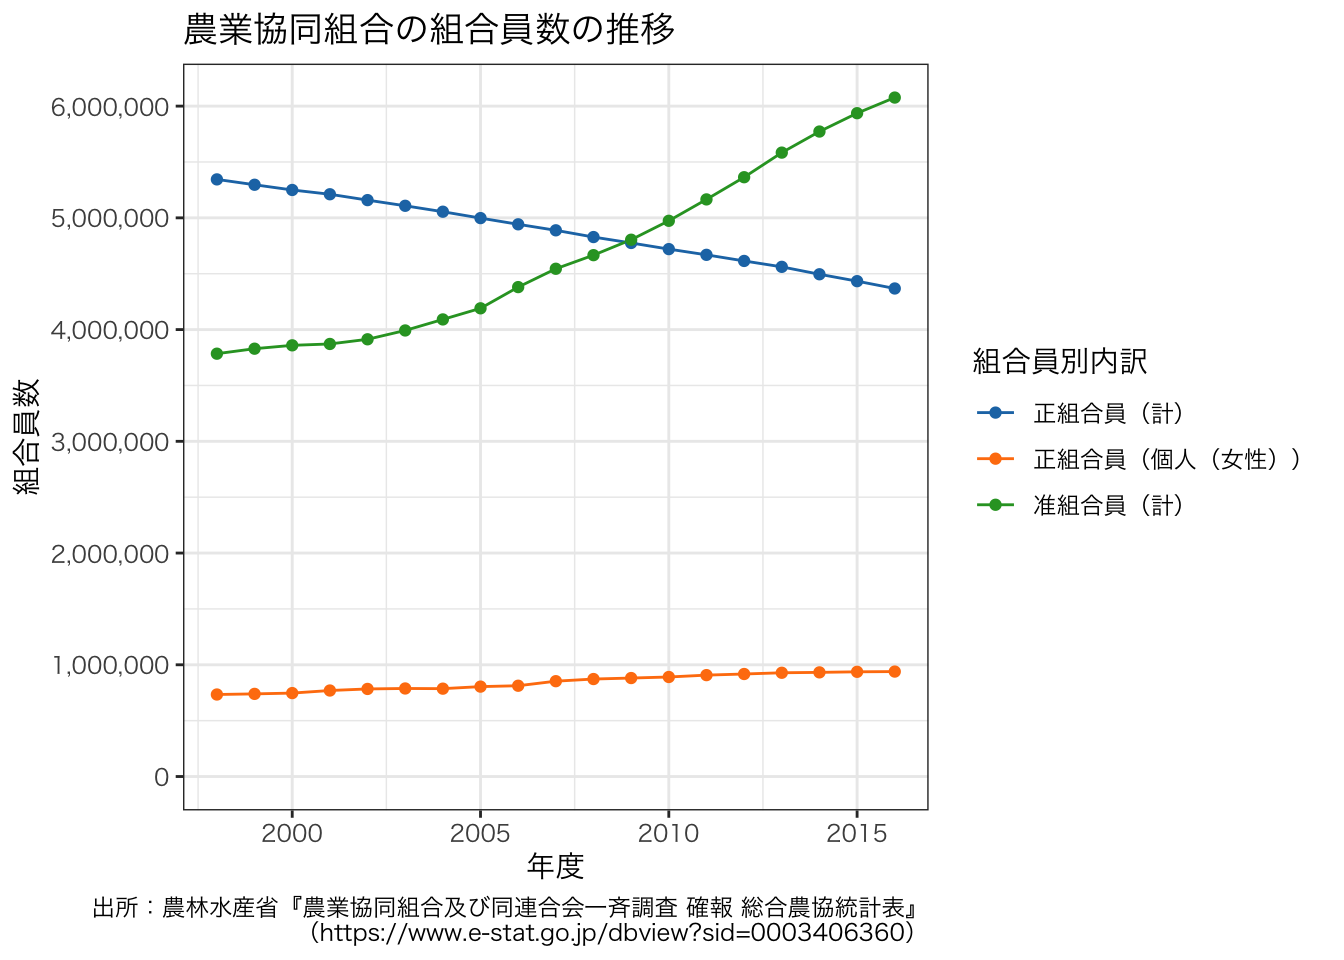 農業協同組合の組合員数の推移
6,000,000
5,000,000
4,000,000
3,000,000
2,000,000
1,000,000
0
組合員数
2000 2005 2010 2015
年度
組合員別内訳
正組合員（計）
正組合員（個人（女性））
准組合員（計）
出所：農林水産省『農業協同組合及び同連合会一斉調査 確報 総合農協統計表』
（https://www.e-stat.go.jp/dbview?sid=0003406360）